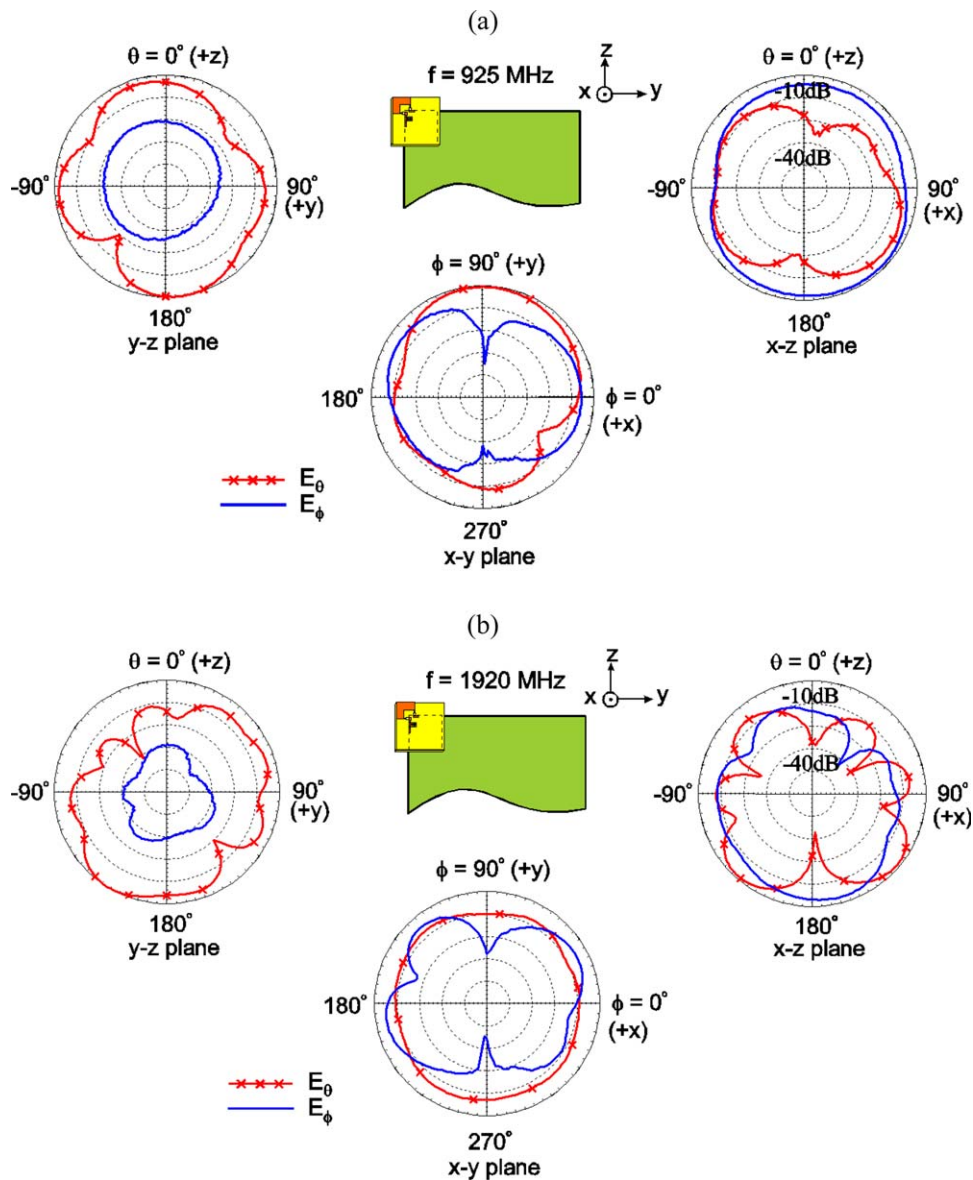 (a)
θ = 0° (+z)
f = 925 MHz
z
x
y
θ = 0° (+z)
-10dB
-40dB
-90°
90°
(+y)
-90°
90°
(+x)
180°
y-z plane
ϕ = 90° (+y)
180°
x-z plane
180°
ϕ = 0°
(+x)
Eθ
Eϕ
270°
x-y plane
(b)
θ = 0° (+z)
f = 1920 MHz
z
x
y
θ = 0° (+z)
-10dB
-40dB
-90°
90°
(+y)
-90°
90°
(+x)
180°
y-z plane
ϕ = 90° (+y)
180°
x-z plane
180°
ϕ = 0°
(+x)
Eθ
Eϕ
270°
x-y plane